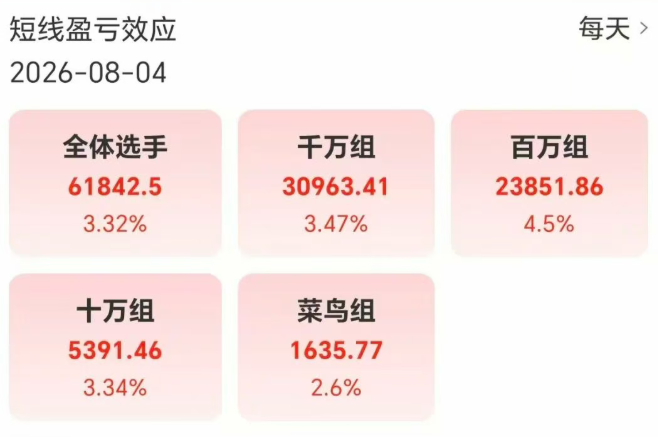 短线盈亏效应
每天 >
2026-08-04
全体选手
61842.5
3.32%
千万组
30963.41
3.47%
百万组
23851.86
4.5%
十万组
5391.46
3.34%
菜鸟组
1635.77
2.6%